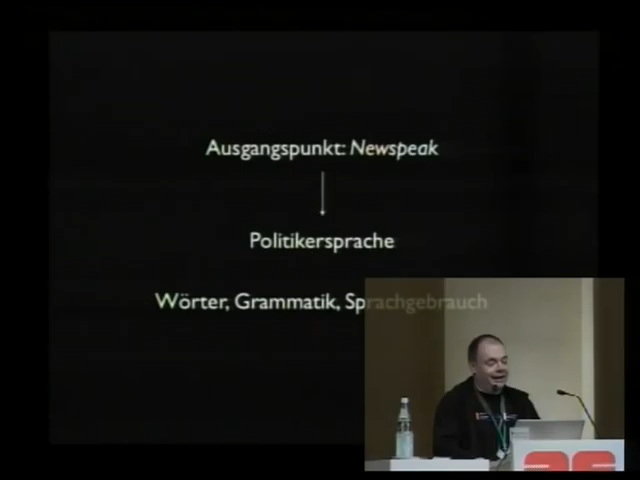 Ausgangspunkt: Newspeak
Politikersprache
Wörter, Grammatik, Sprachgebrauch